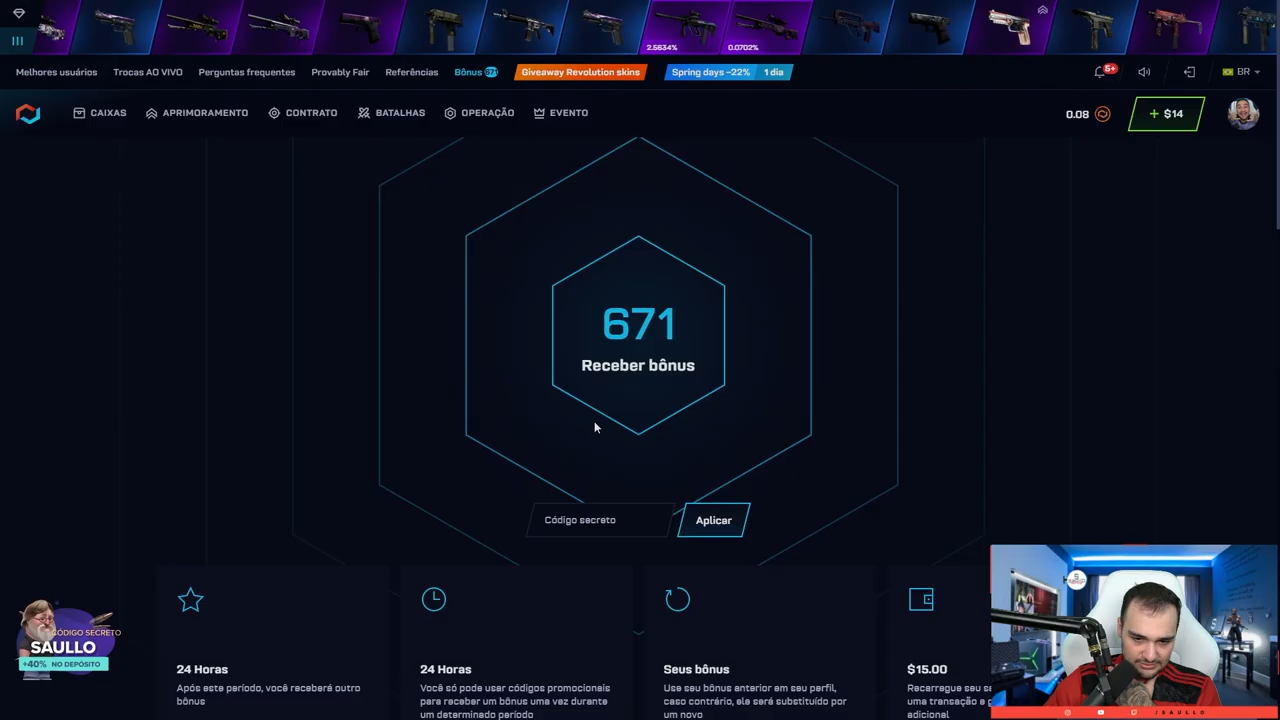 2.5634%
0.0702%
Melhores usuários
Trocas AO VIVO
Perguntas frequentes
Provably Fair
Referências
Bônus 671
Giveaway Revolution skins
Spring days −22%
1 dia
5+
BR
CAIXAS
APRIMORAMENTO
CONTRATO
BATALHAS
OPERAÇÃO
EVENTO
0.08
+ $14
671
Receber bônus
Código secreto
Aplicar
24 Horas
Após este período, você receberá outro
bônus
24 Horas
Você só pode usar códigos promocionais
para receber um bônus uma vez durante
um determinado período
Seus bônus
Use seu bônus anterior em seu perfil,
caso contrário, ele será substituído por
um novo
$15.00
Recarregue seu
uma transação e
adicional
CÓDIGO SECRETO
SAULLO
+40% NO DEPÓSITO
/SAULLO